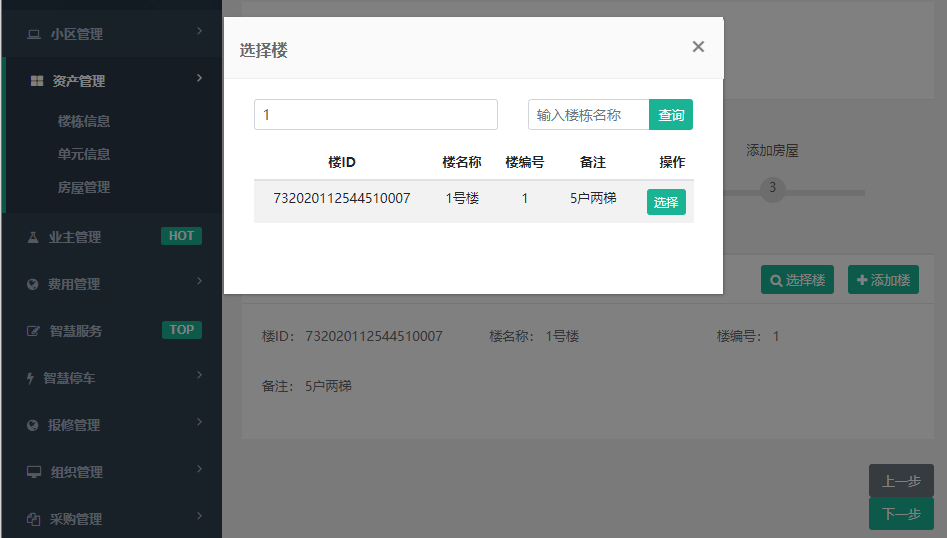 小区管理
资产管理
楼栋信息
单元信息
房屋管理
业主管理 HOT
费用管理
智慧服务 TOP
智慧停车
报修管理
组织管理
采购管理
选择楼 ×
1 输入楼栋名称 查询
楼ID 楼名称 楼编号 备注 操作
732020112544510007 1号楼 1 5户两梯 选择
添加房屋
3
选择楼 添加楼
楼ID： 732020112544510007 楼名称： 1号楼 楼编号： 1
备注： 5户两梯
上一步
下一步